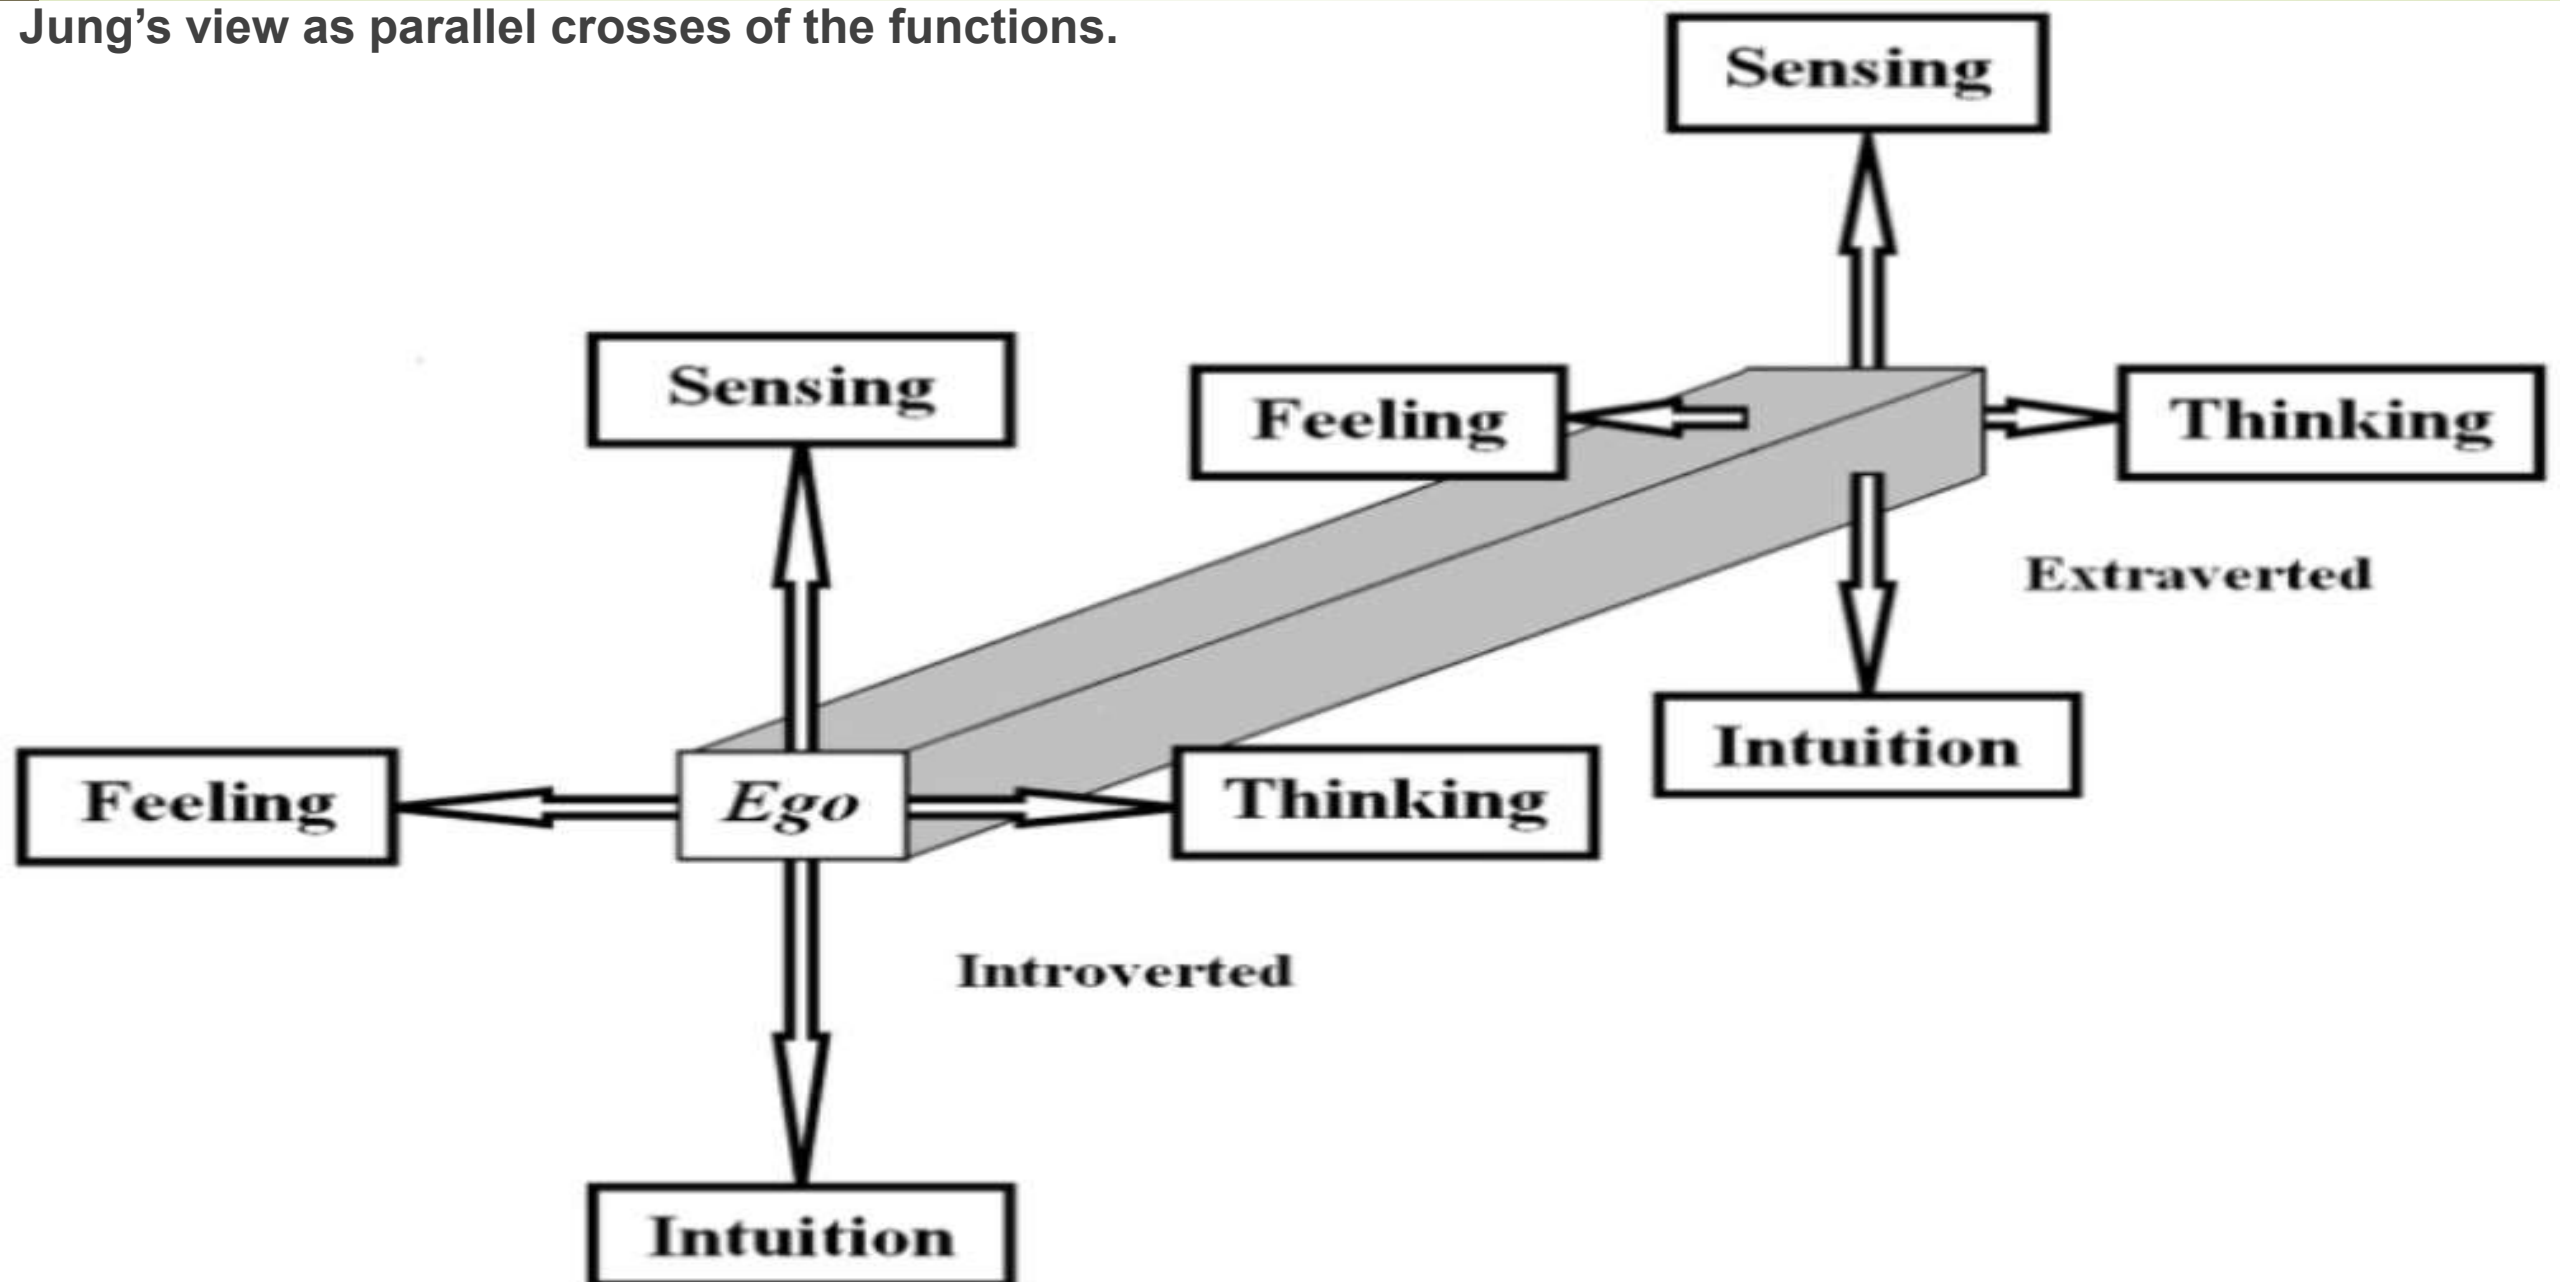 Jung’s view as parallel crosses of the functions.
Sensing
Sensing
Feeling
Thinking
Extraverted
Intuition
Feeling
Ego
Thinking
Introverted
Intuition